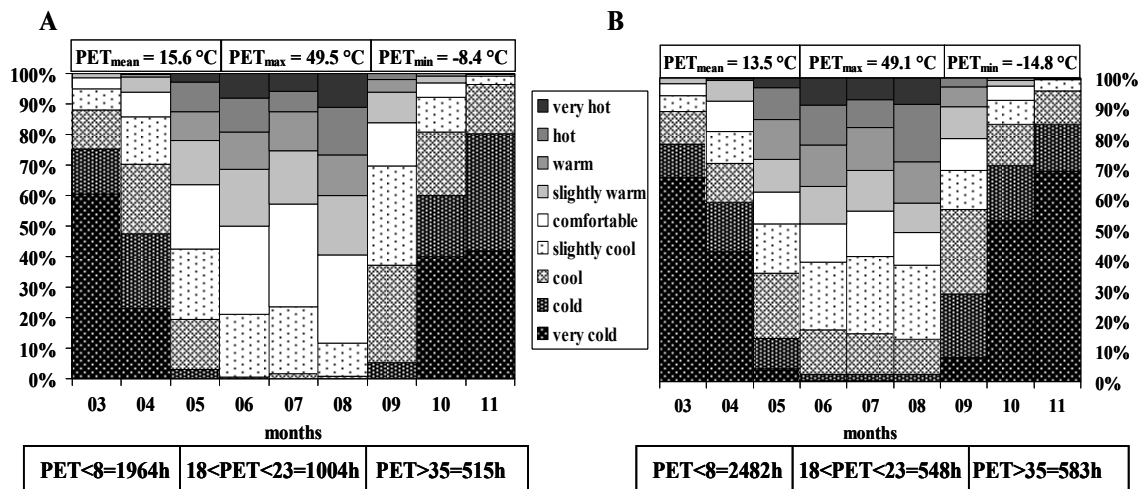 A
PETmean = 15.6 °C PETmax = 49.5 °C PETmin = -8.4 °C
100%
90%
80%
70%
60%
50%
40%
30%
20%
10%
0%
03 04 05 06 07 08 09 10 11
months
PET<8=1964h 18<PET<23=1004h PET>35=515h
very hot
hot
warm
slightly warm
comfortable
slightly cool
cool
cold
very cold
B
PETmean = 13.5 °C PETmax = 49.1 °C PETmin = -14.8 °C
100%
90%
80%
70%
60%
50%
40%
30%
20%
10%
0%
03 04 05 06 07 08 09 10 11
months
PET<8=2482h 18<PET<23=548h PET>35=583h